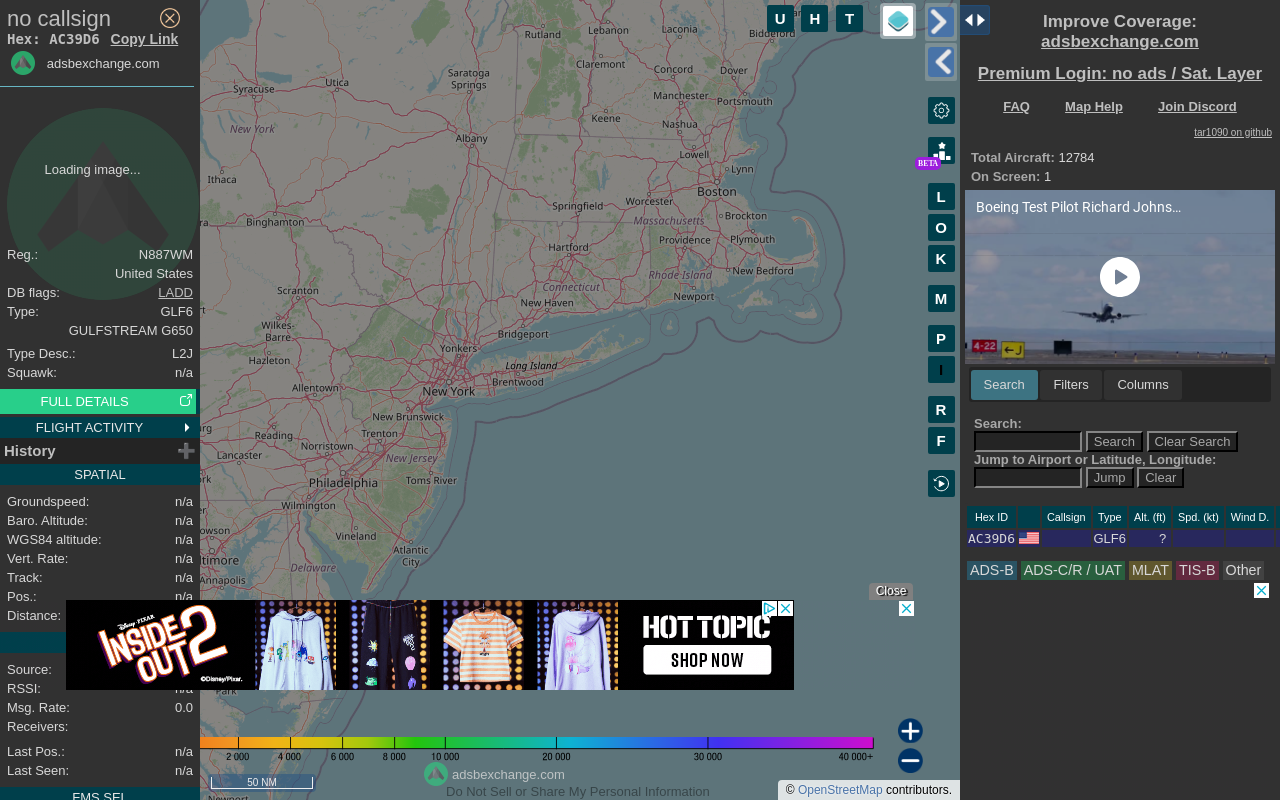 no callsign
Hex: AC39D6 Copy Link
adsbexchange.com
Loading image...
Reg.: N887WM
United States
DB flags: LADD
Type: GLF6
GULFSTREAM G650
Type Desc.: L2J
Squawk: n/a
FULL DETAILS
FLIGHT ACTIVITY
History
SPATIAL
Groundspeed: n/a
Baro. Altitude: n/a
WGS84 altitude: n/a
Vert. Rate: n/a
Track: n/a
Pos.: n/a
Distance:
Source:
RSSI: n/a
Msg. Rate: 0.0
Receivers:
Last Pos.: n/a
Last Seen: n/a
FMS SEL
U H T
L
O
K
M
P
I
R
F
BETA
Rutland
Lebanon
Laconia
Biddeford
Claremont
Concord
Dover
Saratoga
Springs
Utica
Syracuse
Manchester
Portsmouth
Keene
Nashua
New York
Albany
Lowell
Lynn
Ithaca
Boston
Worcester
Springfield
Massachusetts
Brockton
Binghamton
Providence
Plymouth
Hartford
New Bedford
Rhode Island
Connecticut
Newport
Scranton
New Haven
Wilkes-
Barre
Bridgeport
Yonkers
Hazleton
Long Island
Brentwood
Allentown
New York
New Brunswick
Reading
Trenton
Norristown
Lancaster
New Jersey
Toms River
Philadelphia
Wilmington
Vineland
Atlantic
City
Annapolis
Delaware
Park
Newport
Close
DISNEY PIXAR
INSIDE
OUT 2
©Disney/Pixar.
HOT TOPIC
SHOP NOW
2 000 4 000 6 000 8 000 10 000 20 000 30 000 40 000+
50 NM
adsbexchange.com
Do Not Sell or Share My Personal Information
© OpenStreetMap contributors.
Improve Coverage:
adsbexchange.com
Premium Login: no ads / Sat. Layer
FAQ Map Help Join Discord
tar1090 on github
Total Aircraft: 12784
On Screen: 1
Boeing Test Pilot Richard Johns…
4-22
J
Search Filters Columns
Search:
Search Clear Search
Jump to Airport or Latitude, Longitude:
Jump Clear
Hex ID Callsign Type Alt. (ft) Spd. (kt) Wind D.
AC39D6 GLF6 ?
ADS-B ADS-C/R / UAT MLAT TIS-B Other